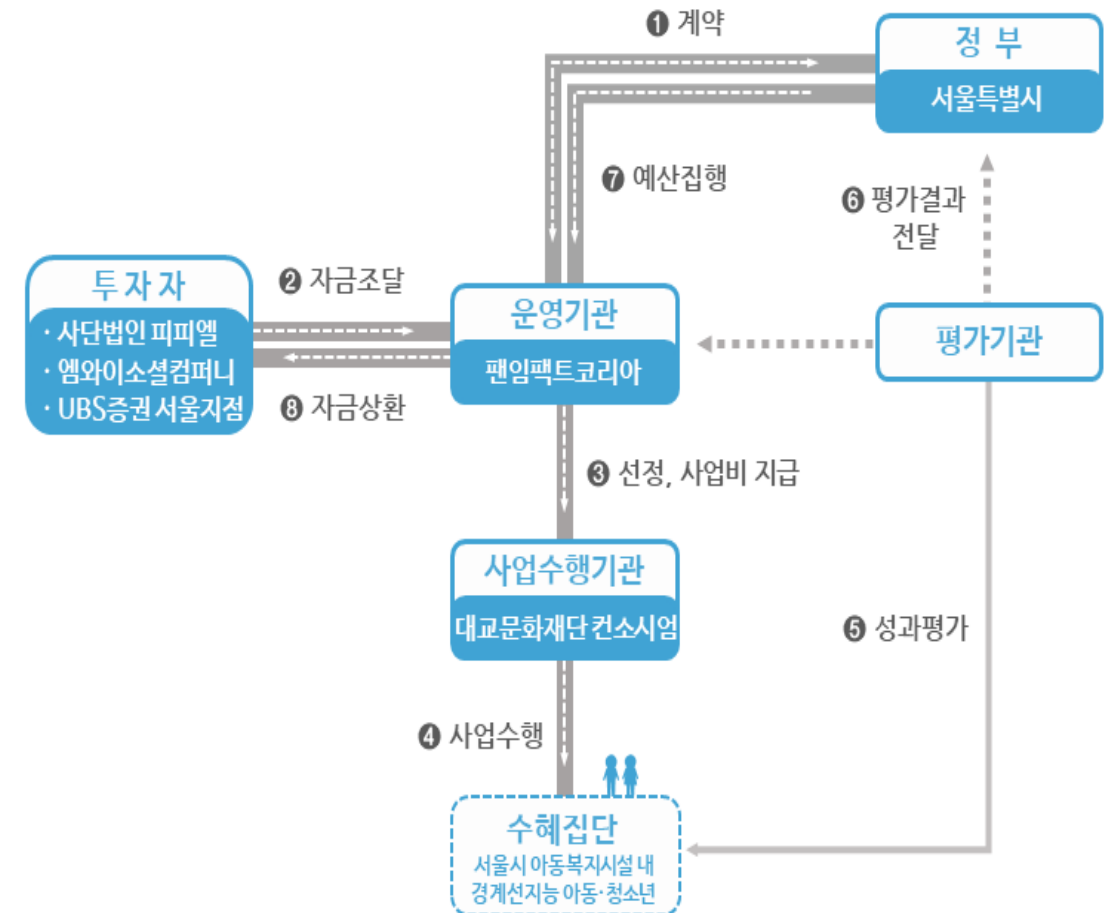 ❶ 계약
정 부
서울특별시
❼ 예산집행
❻ 평가결과
전달
투 자 자
· 사단법인 피피엘
· 엠와이소셜컴퍼니
· UBS증권 서울지점
❷ 자금조달
❽ 자금상환
운영기관
팬임팩트코리아
평가기관
❸ 선정, 사업비 지급
사업수행기관
대교문화재단 컨소시엄
❺ 성과평가
❹ 사업수행
수혜집단
서울시 아동복지시설 내
경계선지능 아동·청소년